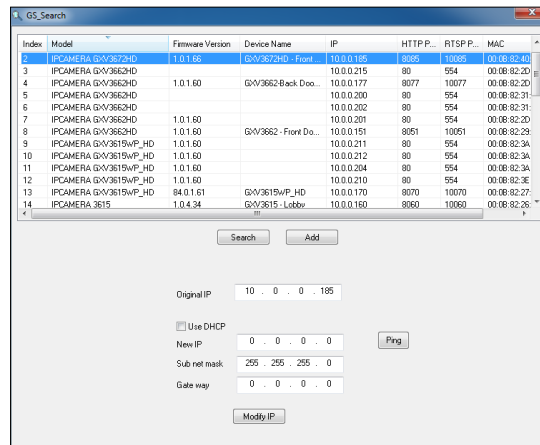 GS_Search
Index Model Firmware Version Device Name IP HTTP P... RTSP P... MAC
2 IPCAMERA GXV3672HD 1.0.1.66 GXV3672HD - Front ... 10.0.0.185 8085 10085 00:0B:82:40:
3 IPCAMERA GXV3662HD 10.0.0.215 80 554 00:0B:82:2D
4 IPCAMERA GXV3662HD 1.0.1.60 GXV3662-Back Doo... 10.0.0.177 8077 10077 00:0B:82:2D
5 IPCAMERA GXV3662HD 10.0.0.200 80 554 00:0B:82:31:
6 IPCAMERA GXV3662HD 10.0.0.202 80 554 00:0B:82:31:
7 IPCAMERA GXV3662HD 1.0.1.60 10.0.0.201 80 554 00:0B:82:2D
8 IPCAMERA GXV3662HD 1.0.1.60 GXV3662 - Front Do... 10.0.0.151 8051 10051 00:0B:82:29:
9 IPCAMERA GXV3615WP_HD 1.0.1.60 10.0.0.211 80 554 00:0B:82:3A
10 IPCAMERA GXV3615WP_HD 1.0.1.60 10.0.0.212 80 554 00:0B:82:3A
11 IPCAMERA GXV3615WP_HD 1.0.1.60 10.0.0.204 80 554 00:0B:82:3A
12 IPCAMERA GXV3615WP_HD 1.0.1.60 10.0.0.210 80 554 00:0B:82:3E
13 IPCAMERA GXV3615WP_HD 84.0.1.61 GXV3615WP_HD 10.0.0.170 8070 10070 00:0B:82:27:
14 IPCAMERA 3615 1.0.4.34 GXV3615 - Lobby 10.0.0.160 8060 10060 00:0B:82:26:
Search Add
Original IP 10 . 0 . 0 . 185
Use DHCP
New IP 0 . 0 . 0 . 0 Ping
Sub net mask 255 . 255 . 255 . 0
Gate way 0 . 0 . 0 . 0
Modify IP